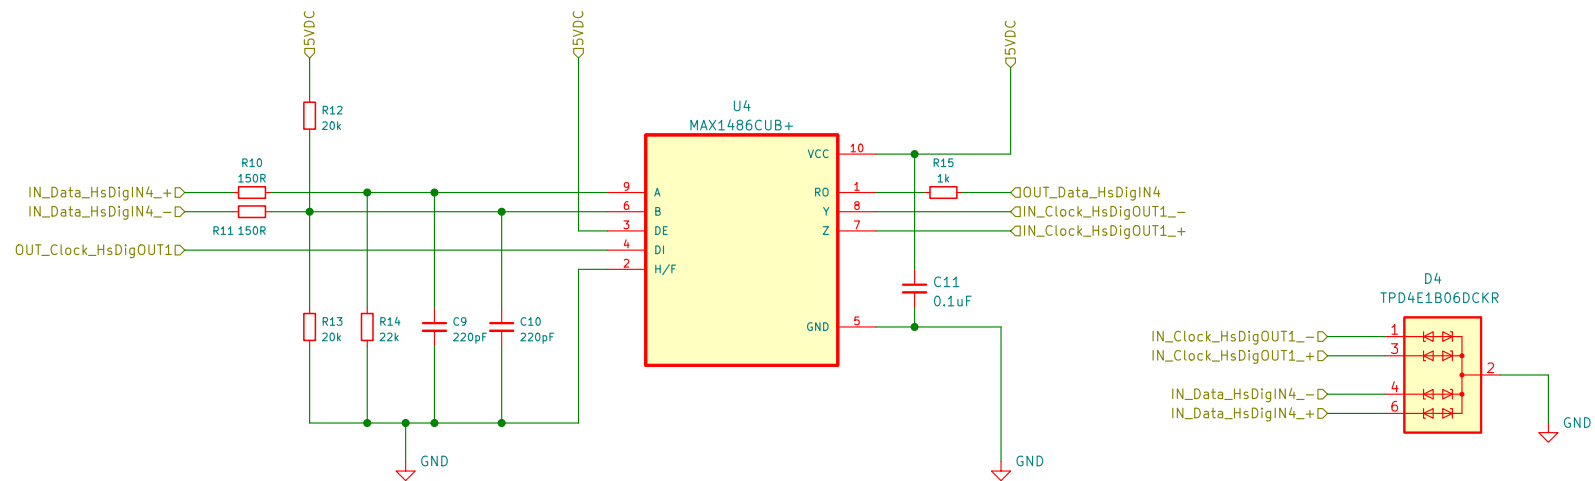 5VDC
5VDC
5VDC
R12
20k
U4
MAX1486CUB+
R10
150R
IN_Data_HsDigIN4_+
IN_Data_HsDigIN4_-
R11 150R
OUT_Clock_HsDigOUT1
9 A
6 B
3 DE
4 DI
2 H/F
VCC 10
RO 1
Y 8
Z 7
GND 5
R15
1k
OUT_Data_HsDigIN4
IN_Clock_HsDigOUT1_-
IN_Clock_HsDigOUT1_+
C11
0.1uF
R13
20k
R14
22k
C9
220pF
C10
220pF
GND
GND
D4
TPD4E1B06DCKR
IN_Clock_HsDigOUT1_- 1
IN_Clock_HsDigOUT1_+ 3
2
IN_Data_HsDigIN4_- 4
IN_Data_HsDigIN4_+ 6
GND